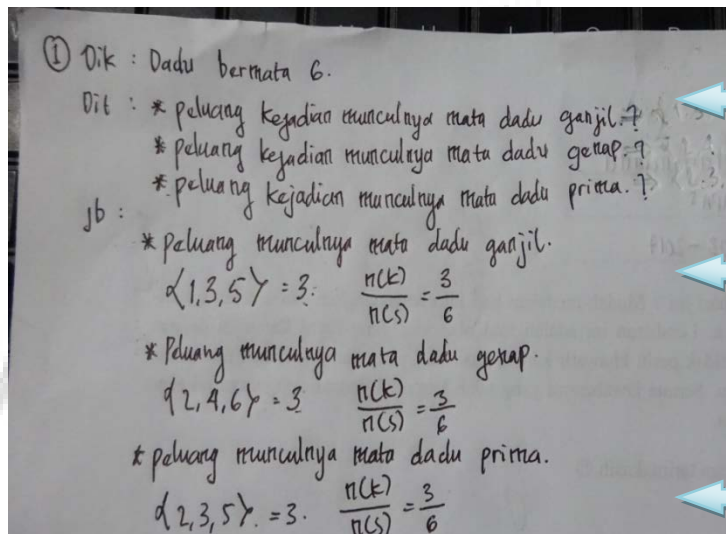 ① Dik : Dadu bermata 6.
Dit : * peluang kejadian munculnya mata dadu ganjil.?
* peluang kejadian munculnya mata dadu genap.?
* peluang kejadian munculnya mata dadu prima.?
jb :
* peluang munculnya mata dadu ganjil.
{1,3,5} = 3. n(k)/n(s) = 3/6
* Peluang munculnya mata dadu genap.
{2,4,6} = 3 n(k)/n(s) = 3/6
* peluang munculnya mata dadu prima.
{2,3,5}. = 3. n(k)/n(s) = 3/6